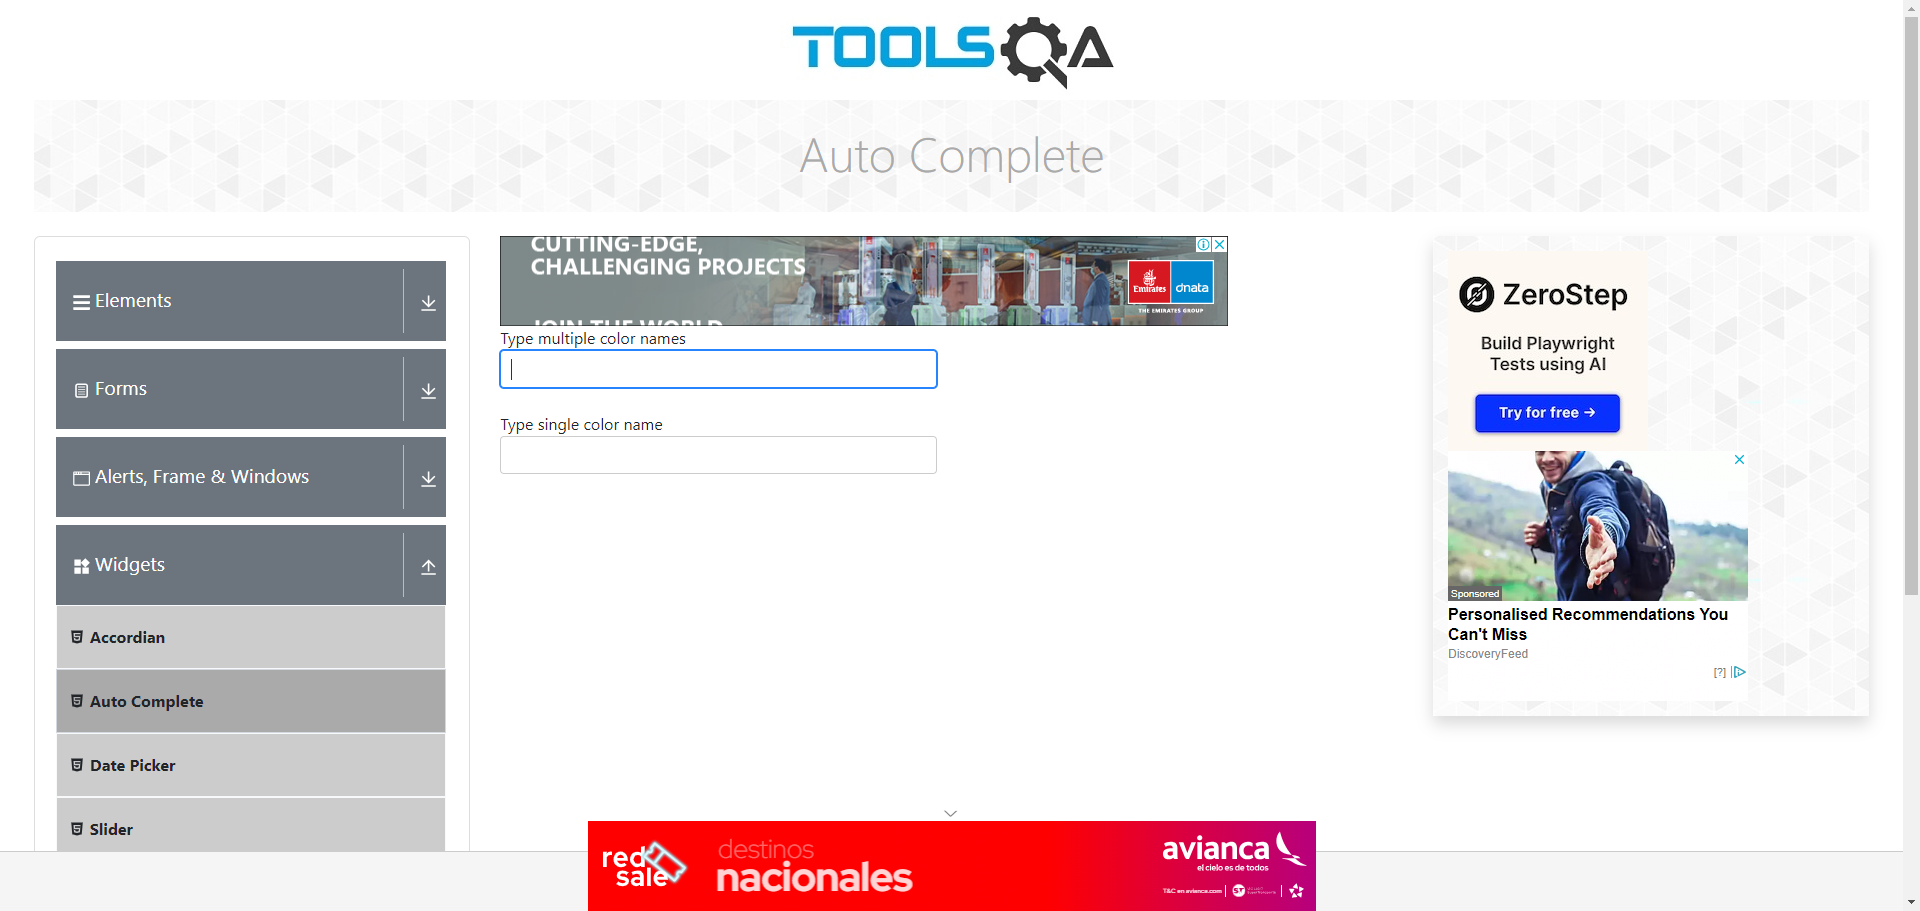 TOOLSQA
Auto Complete
Elements
Forms
Alerts, Frame & Windows
Widgets
Accordian
Auto Complete
Date Picker
Slider
CUTTING-EDGE,
CHALLENGING PROJECTS
JOIN THE WORLD
Emirates
dnata
THE EMIRATES GROUP
Type multiple color names
Type single color name
ZeroStep
Build Playwright
Tests using AI
Try for free →
Sponsored
Personalised Recommendations You
Can't Miss
DiscoveryFeed
[?]
red
sale
destinos
nacionales
avianca
el cielo es de todos
T&C en avianca.com